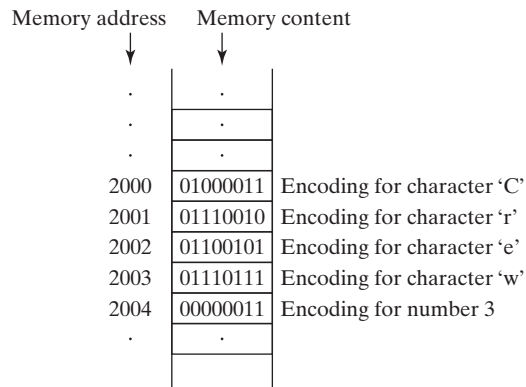 Memory address Memory content
. .
. .
. .
2000 01000011 Encoding for character ‘C’
2001 01110010 Encoding for character ‘r’
2002 01100101 Encoding for character ‘e’
2003 01110111 Encoding for character ‘w’
2004 00000011 Encoding for number 3
. .